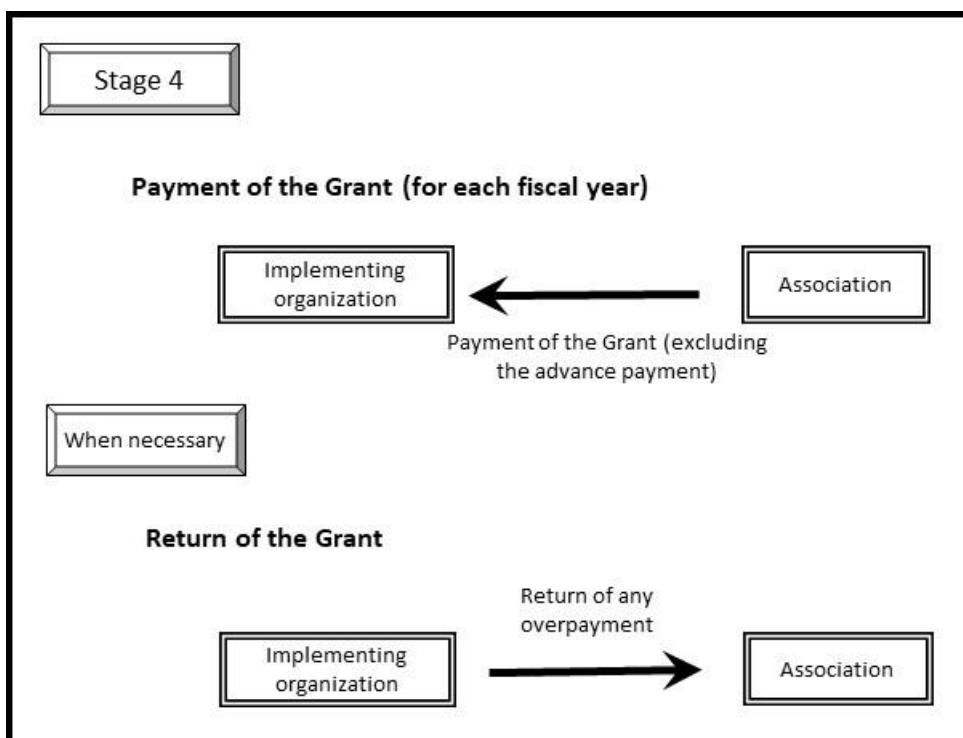 Stage 4
Payment of the Grant (for each fiscal year)
Implementing
organization
Association
Payment of the Grant (excluding
the advance payment)
When necessary
Return of the Grant
Return of any
overpayment
Implementing
organization
Association